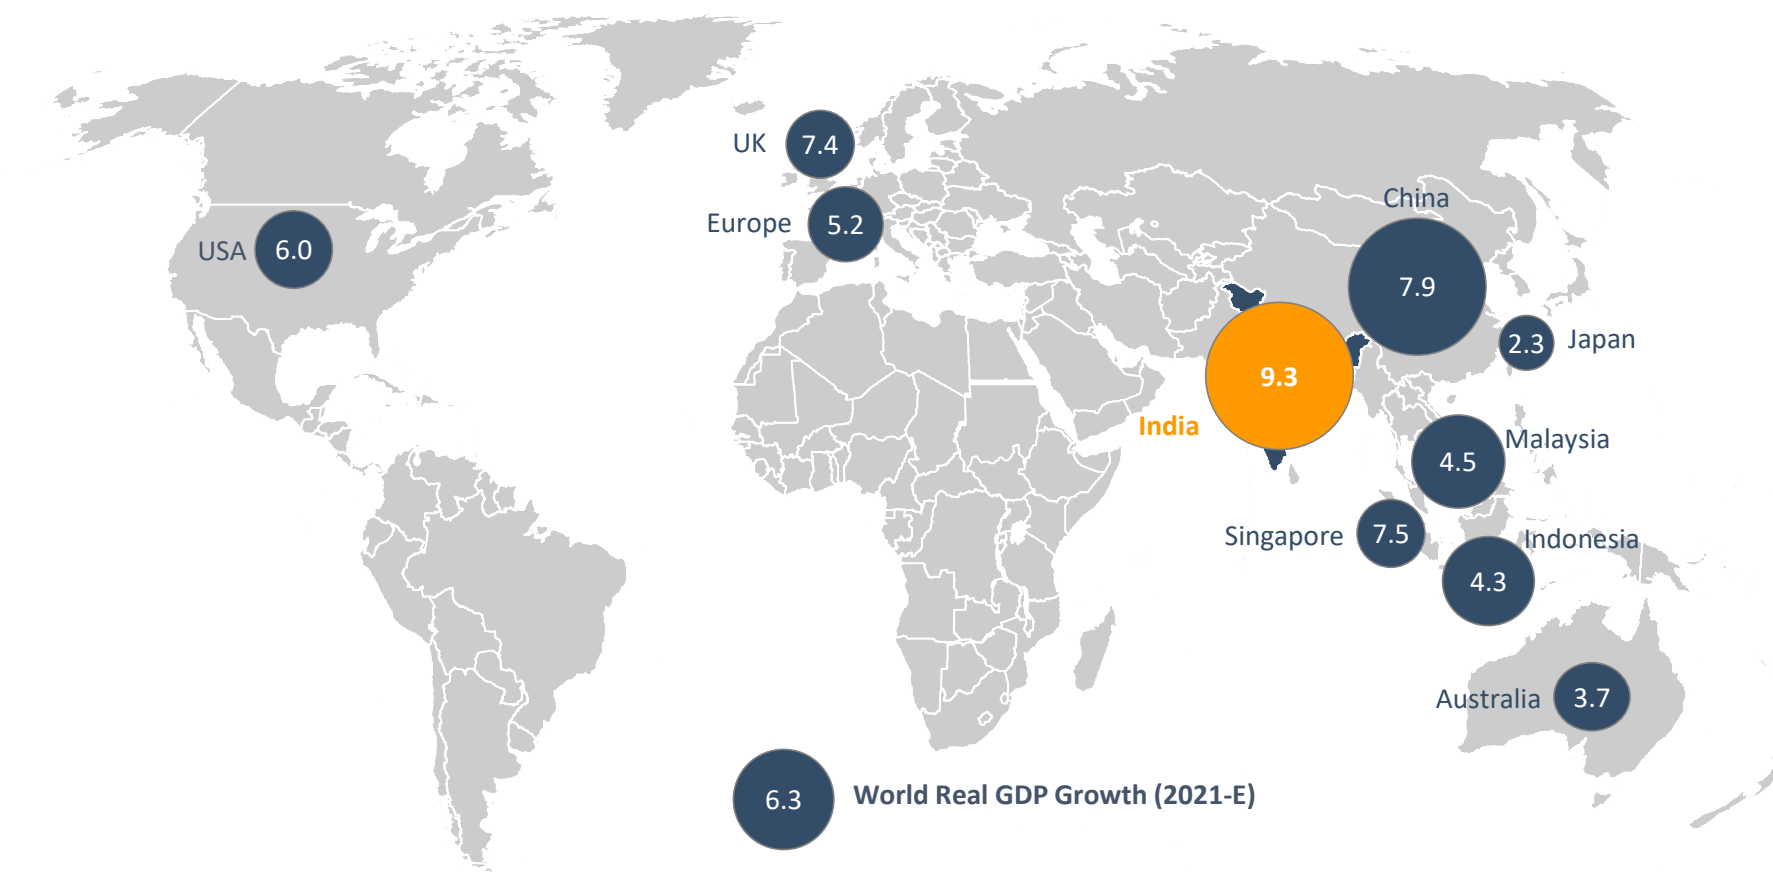 UK 7.4
China
Europe 5.2
USA 6.0
7.9
2.3 Japan
9.3
India
Malaysia
4.5
Singapore 7.5
Indonesia
4.3
Australia 3.7
6.3 World Real GDP Growth (2021-E)